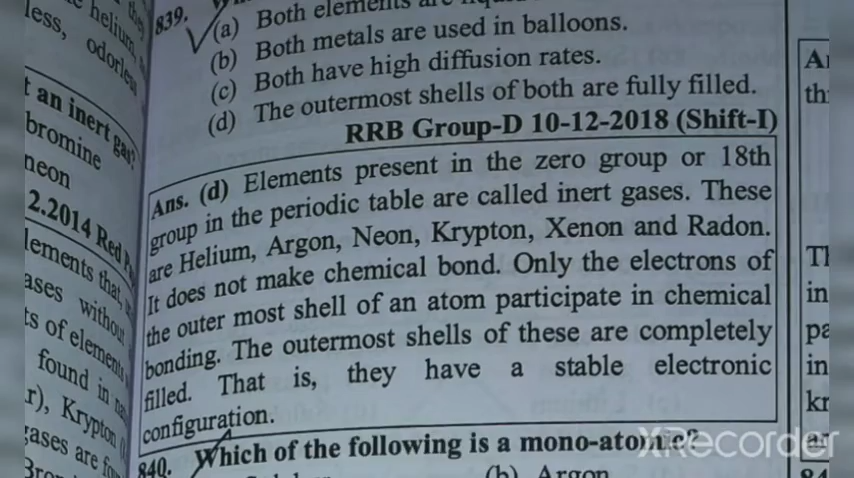 less, odorless
helium,
an inert gas?
bromine
neon
2.2014 Red
lements that,
ases without
ts of elements
found in
r), Krypton
gases are
839.
(a) Both elements are
(b) Both metals are used in balloons.
(c) Both have high diffusion rates.
(d) The outermost shells of both are fully filled.
RRB Group-D 10-12-2018 (Shift-I)
Ans. (d) Elements present in the zero group or 18th
group in the periodic table are called inert gases. These
are Helium, Argon, Neon, Krypton, Xenon and Radon.
It does not make chemical bond. Only the electrons of
the outer most shell of an atom participate in chemical
bonding. The outermost shells of these are completely
filled. That is, they have a stable electronic
configuration.
840. Which of the following is a mono-atomic?
(b) Argon
XRecorder